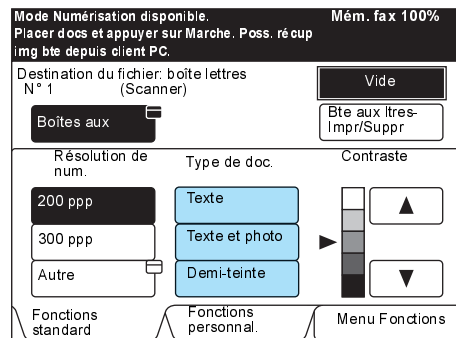 Mode Numérisation disponible. Mém. fax 100%
Placer docs et appuyer sur Marche. Poss. récup
img bte depuis client PC.
Destination du fichier: boîte lettres
N° 1 (Scanner)
Vide
Boîtes aux
Bte aux ltres-
Impr/Suppr
Résolution de
num.
Type de doc.
Contraste
200 ppp
Texte
300 ppp
Texte et photo
Autre
Demi-teinte
Fonctions
standard
Fonctions
personnal.
Menu Fonctions